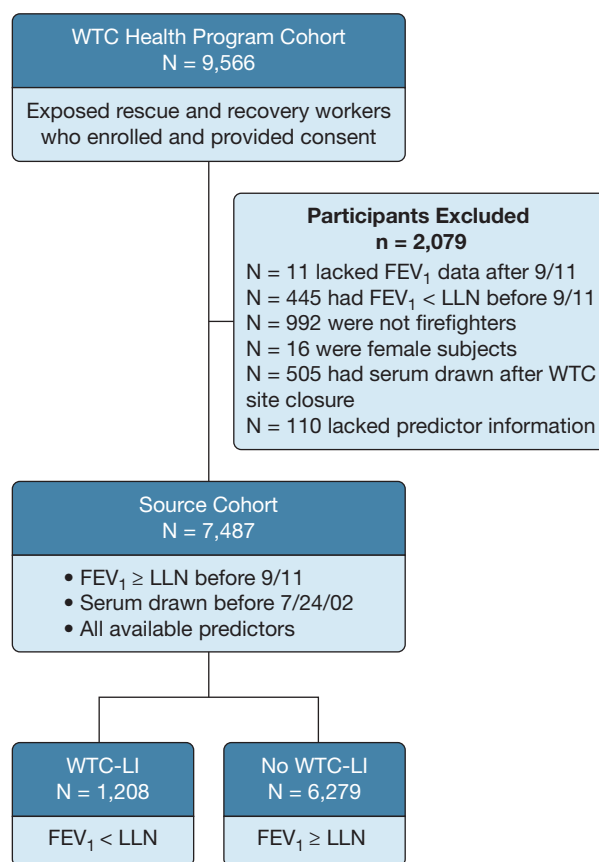 WTC Health Program Cohort
N = 9,566
Exposed rescue and recovery workers
who enrolled and provided consent
Participants Excluded
n = 2,079
N = 11 lacked FEV₁ data after 9/11
N = 445 had FEV₁ < LLN before 9/11
N = 992 were not firefighters
N = 16 were female subjects
N = 505 had serum drawn after WTC
site closure
N = 110 lacked predictor information
Source Cohort
N = 7,487
• FEV₁ ≥ LLN before 9/11
• Serum drawn before 7/24/02
• All available predictors
WTC-LI
N = 1,208
FEV₁ < LLN
No WTC-LI
N = 6,279
FEV₁ ≥ LLN